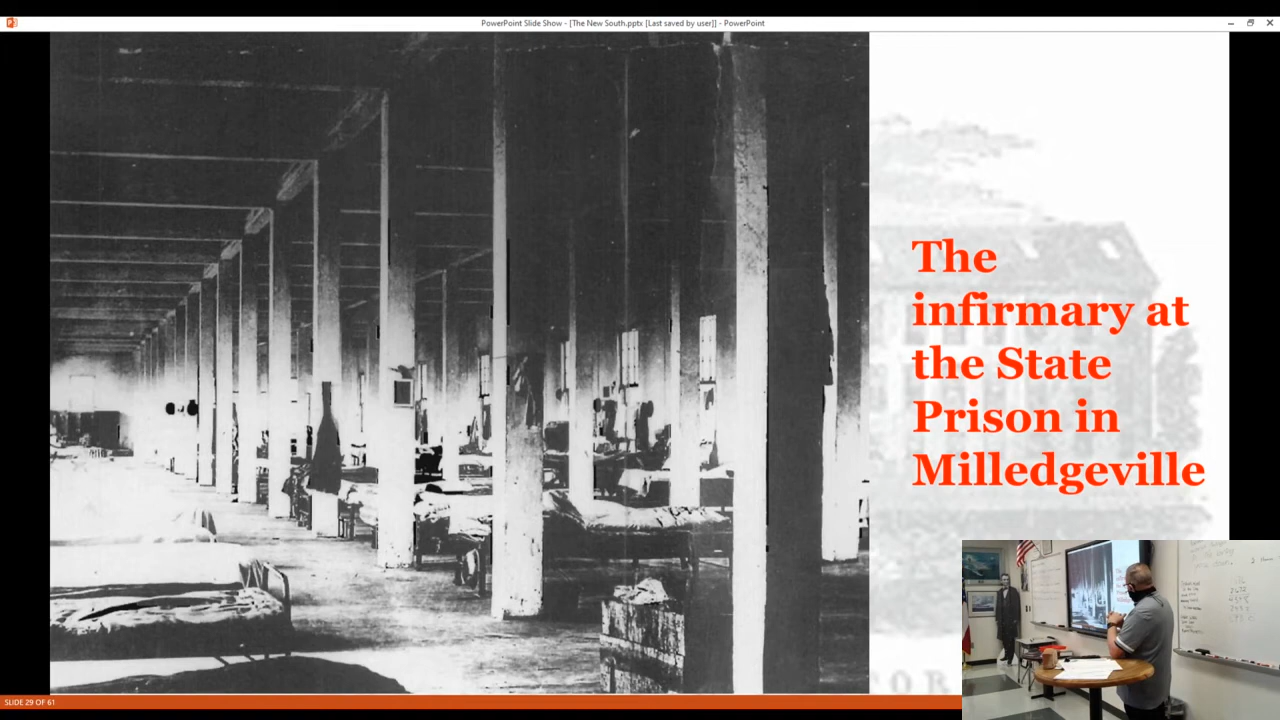 PowerPoint Slide Show - [The New South.pptx [Last saved by user]] - PowerPoint
The
infirmary at
the State
Prison in
Milledgeville
SLIDE 29 OF 61